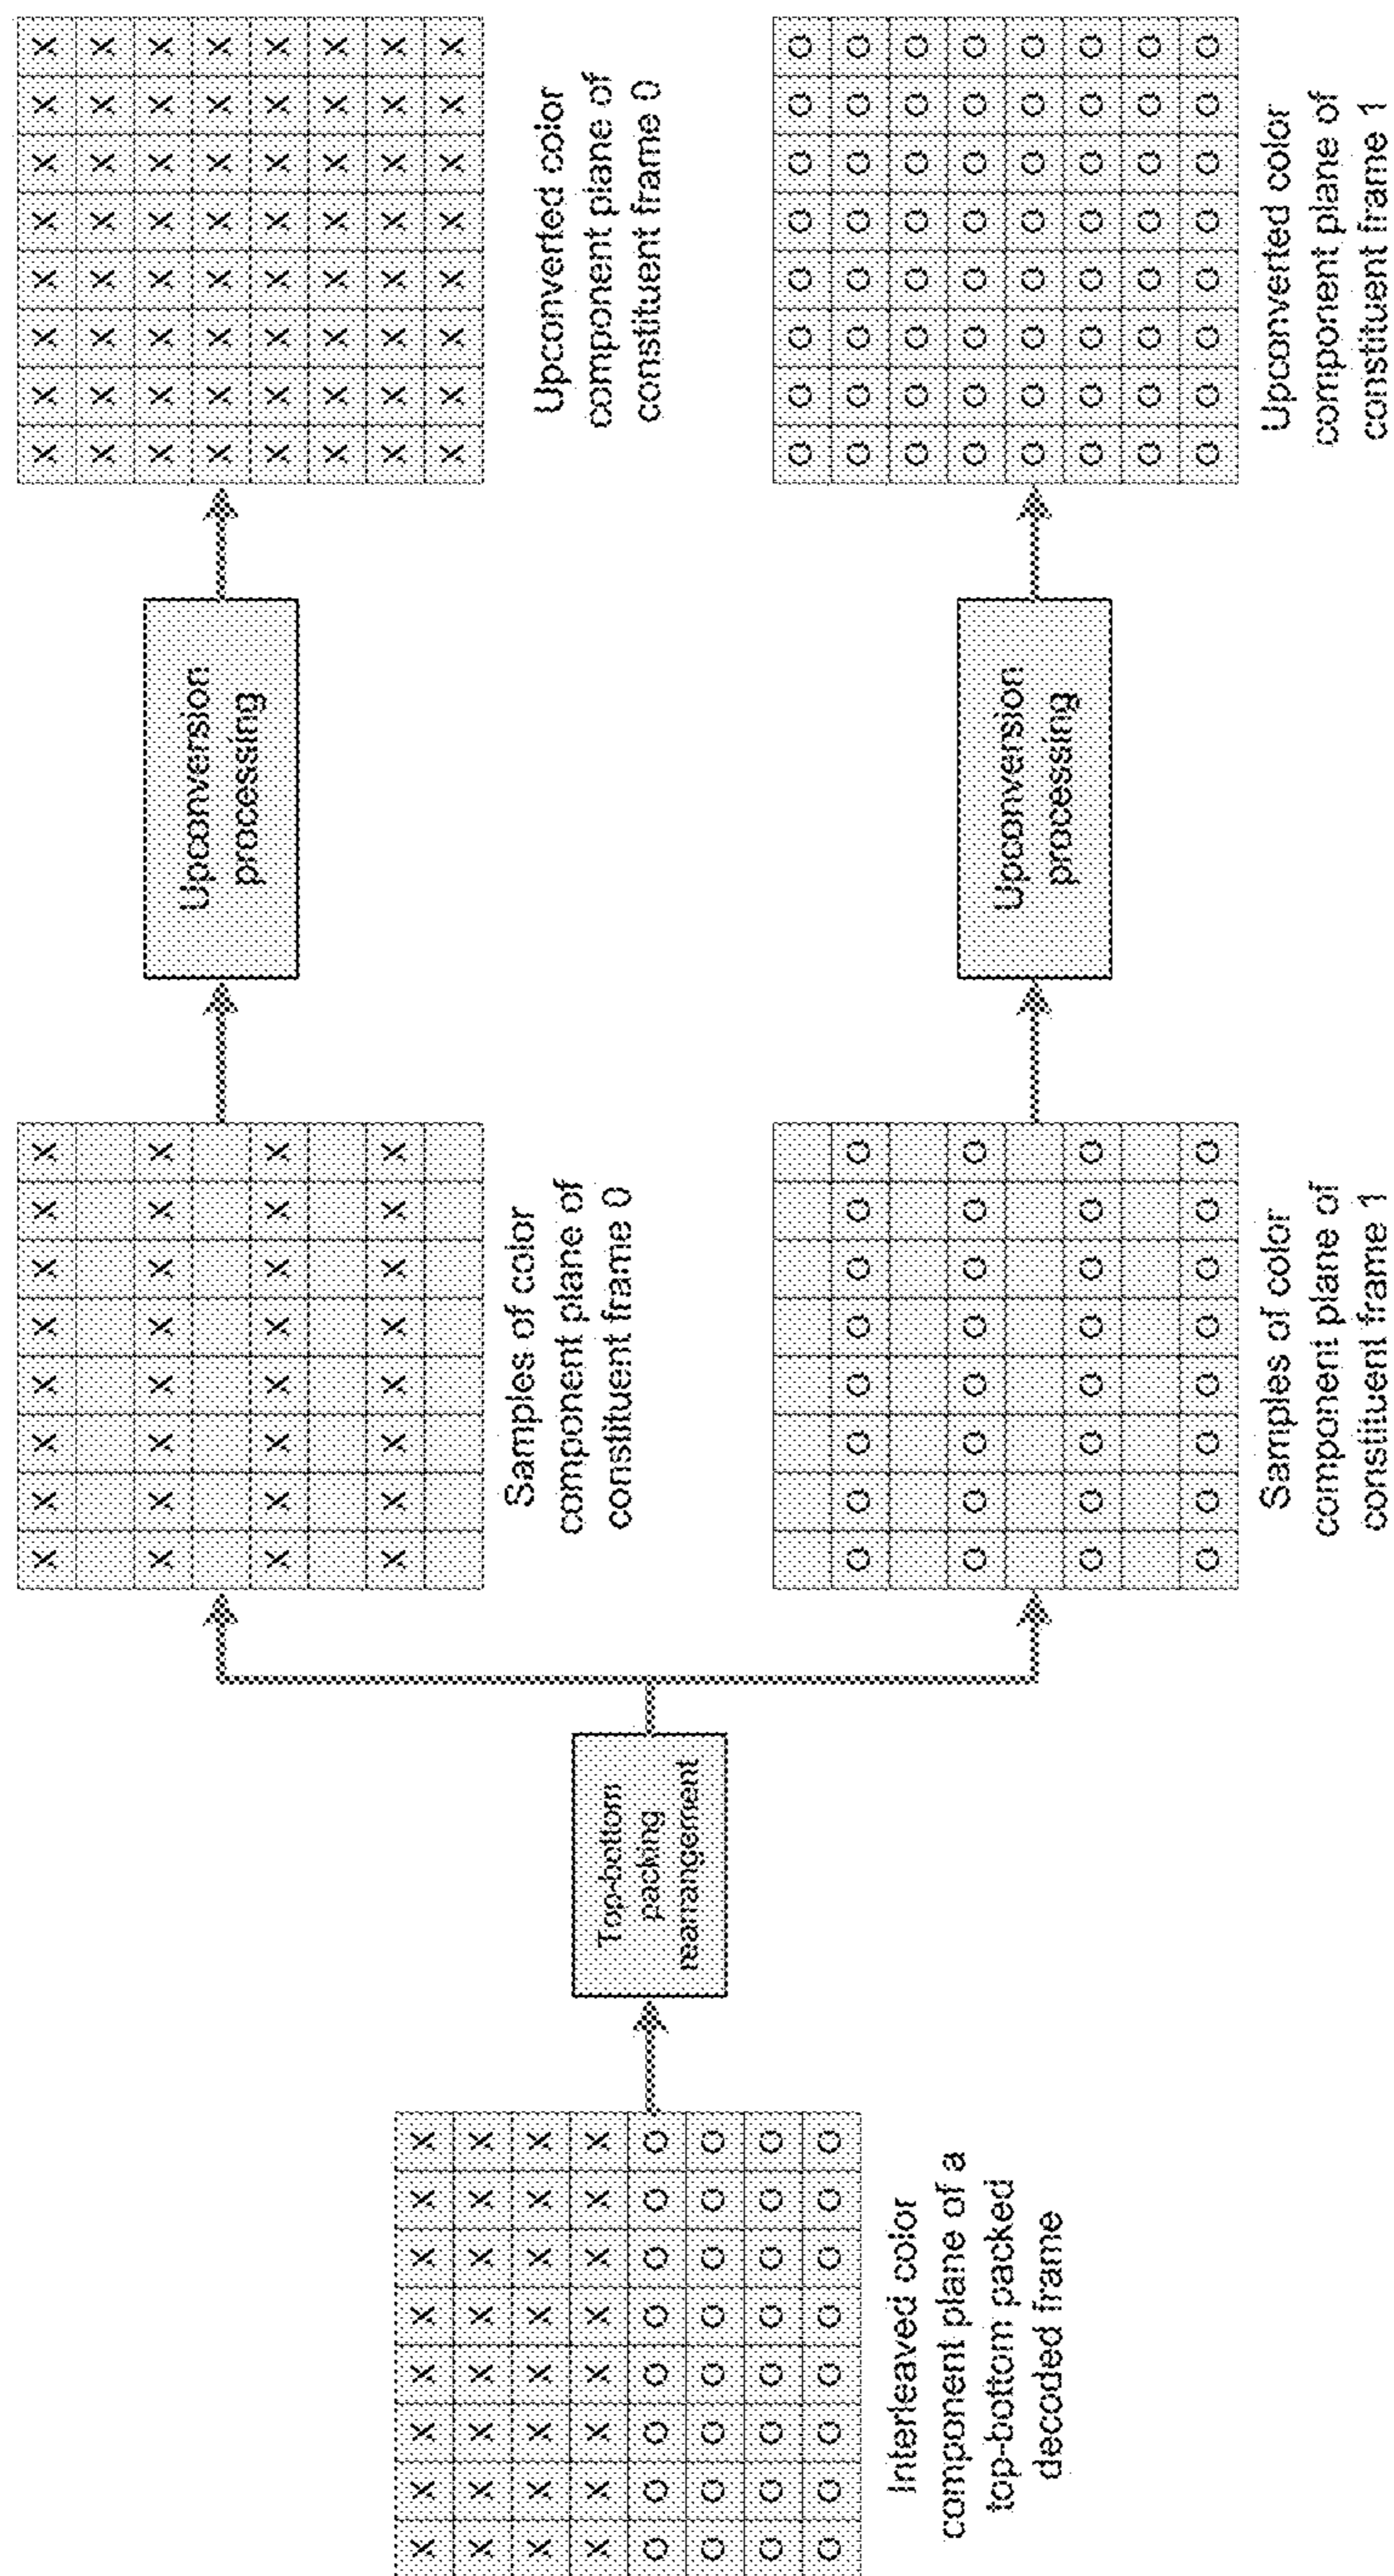 Interleaved color
component plane of a
top-bottom packed
decoded frame
Top-bottom
packing
rearrangement
Samples of color
component plane of
constituent frame 0
Upconversion
processing
Upconverted color
component plane of
constituent frame 0
Samples of color
component plane of
constituent frame 1
Upconversion
processing
Upconverted color
component plane of
constituent frame 1